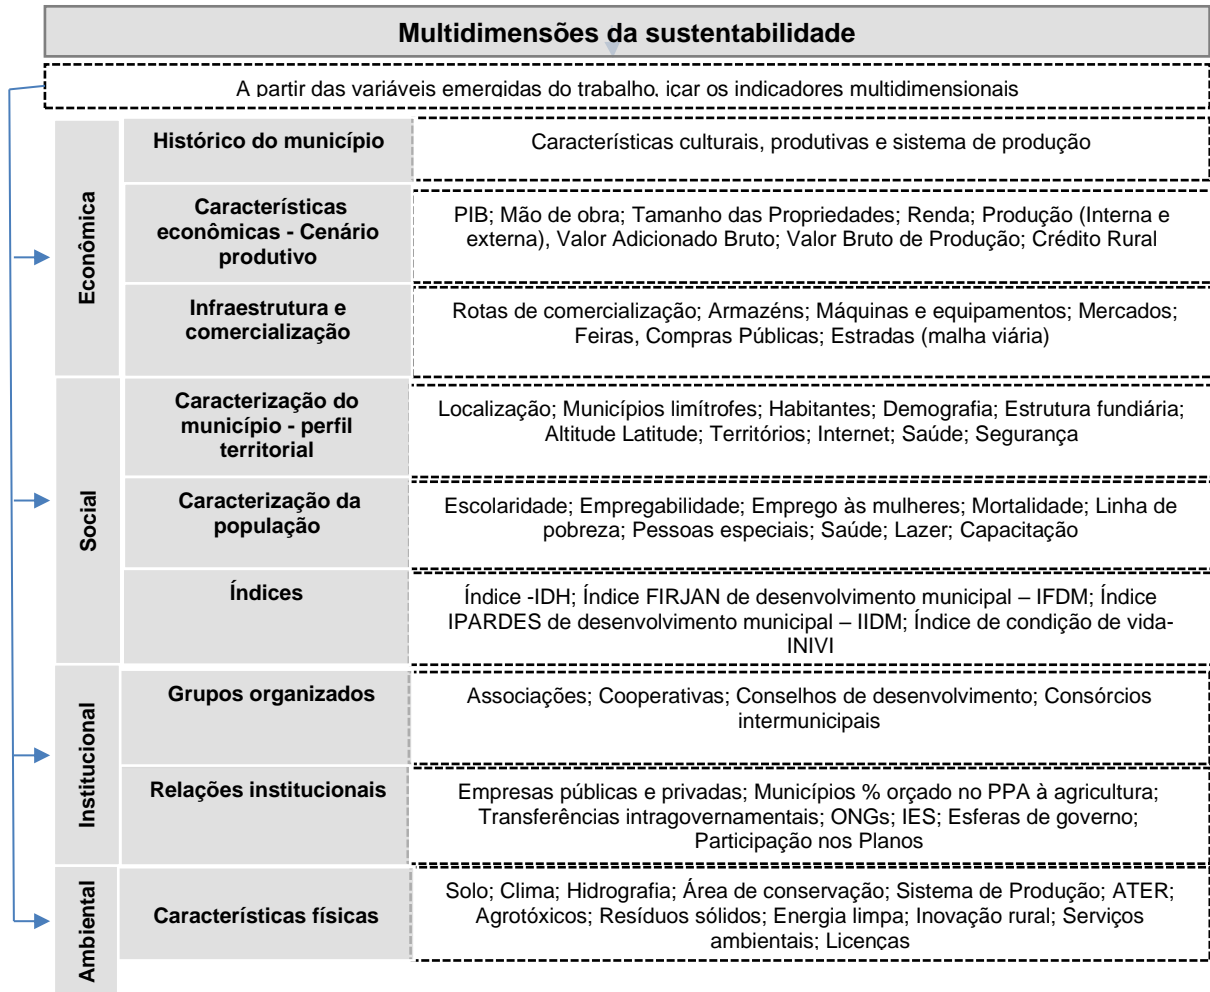 Multidimensões da sustentabilidade
A partir das variáveis emergidas do trabalho, içar os indicadores multidimensionais
Econômica
Histórico do município
Características culturais, produtivas e sistema de produção
Características
econômicas - Cenário
produtivo
PIB; Mão de obra; Tamanho das Propriedades; Renda; Produção (Interna e
externa), Valor Adicionado Bruto; Valor Bruto de Produção; Crédito Rural
Infraestrutura e
comercialização
Rotas de comercialização; Armazéns; Máquinas e equipamentos; Mercados;
Feiras, Compras Públicas; Estradas (malha viária)
Social
Caracterização do
município - perfil
territorial
Localização; Municípios limítrofes; Habitantes; Demografia; Estrutura fundiária;
Altitude Latitude; Territórios; Internet; Saúde; Segurança
Caracterização da
população
Escolaridade; Empregabilidade; Emprego às mulheres; Mortalidade; Linha de
pobreza; Pessoas especiais; Saúde; Lazer; Capacitação
Índices
Índice -IDH; Índice FIRJAN de desenvolvimento municipal – IFDM; Índice
IPARDES de desenvolvimento municipal – IIDM; Índice de condição de vida-
INIVI
Institucional
Grupos organizados
Associações; Cooperativas; Conselhos de desenvolvimento; Consórcios
intermunicipais
Relações institucionais
Empresas públicas e privadas; Municípios % orçado no PPA à agricultura;
Transferências intragovernamentais; ONGs; IES; Esferas de governo;
Participação nos Planos
Ambiental
Características físicas
Solo; Clima; Hidrografia; Área de conservação; Sistema de Produção; ATER;
Agrotóxicos; Resíduos sólidos; Energia limpa; Inovação rural; Serviços
ambientais; Licenças